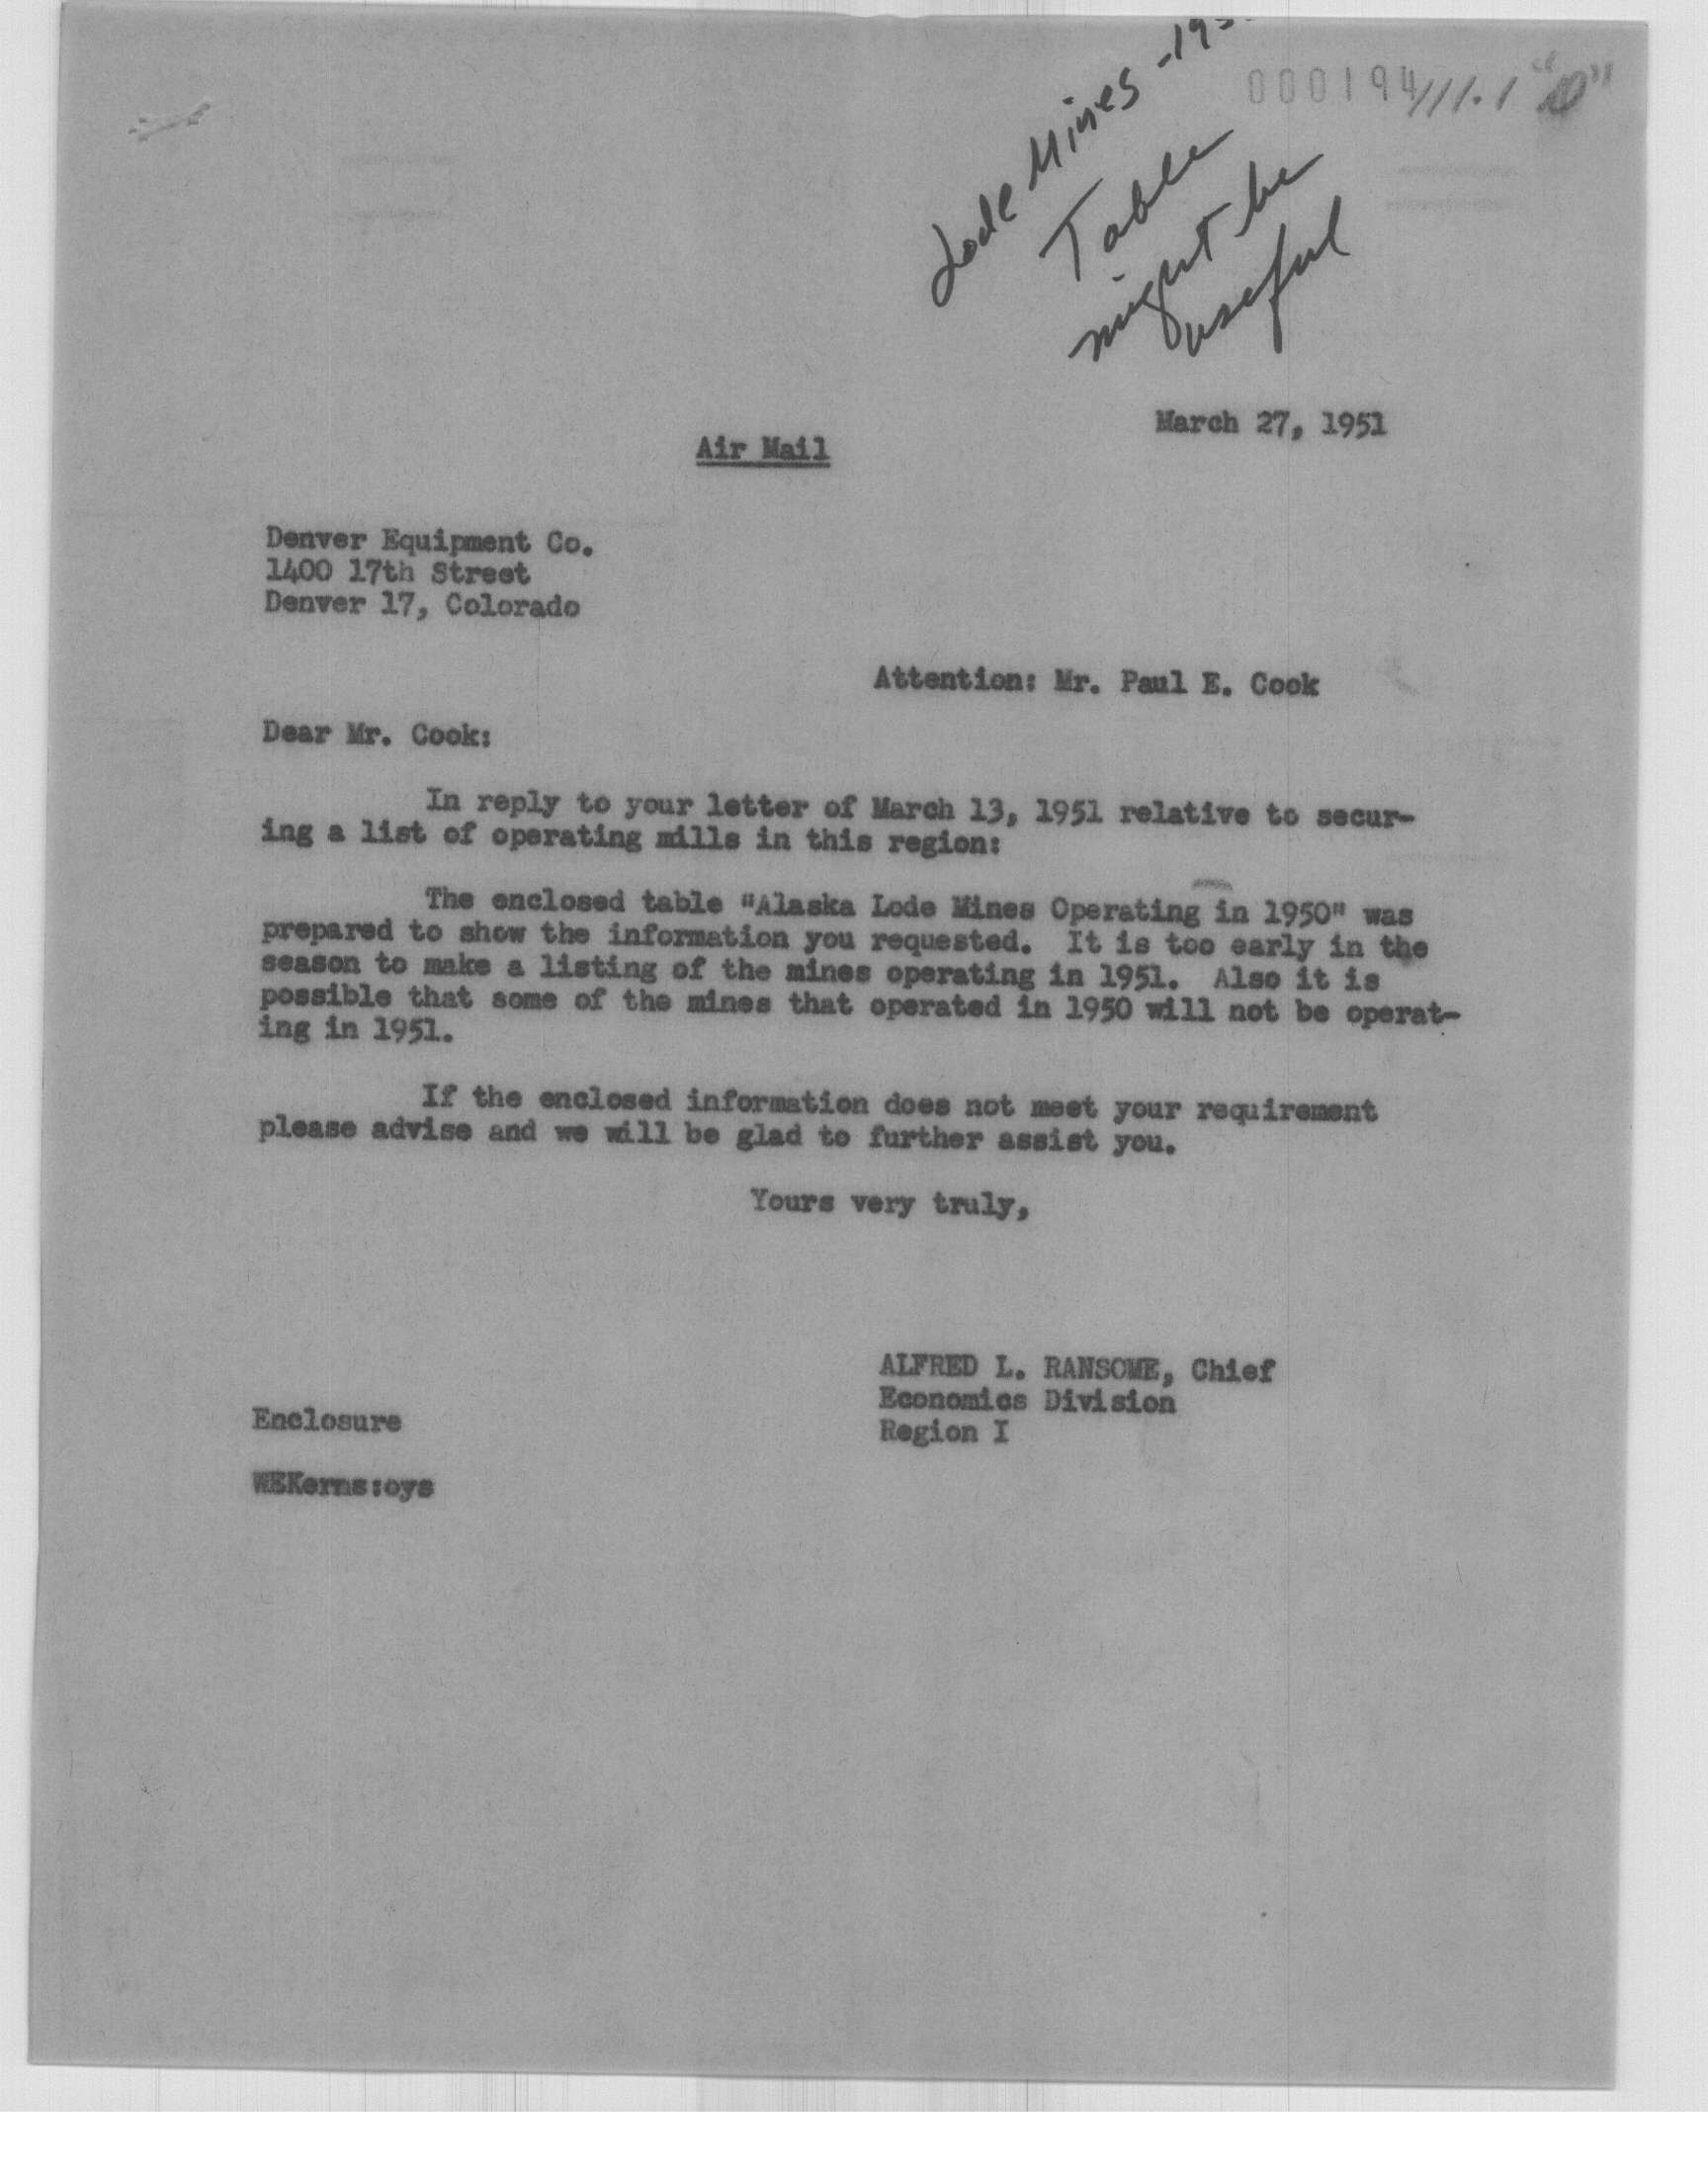 Lode Mines -
000194
111.1 "D"
Table
might be
useful
March 27, 1951
Air Mail
Denver Equipment Co.
1400 17th Street
Denver 17, Colorado
Attention: Mr. Paul E. Cook
Dear Mr. Cook:
In reply to your letter of March 13, 1951 relative to secur-
ing a list of operating mills in this region:
The enclosed table "Alaska Lode Mines Operating in 1950" was
prepared to show the information you requested. It is too early in the
season to make a listing of the mines operating in 1951. Also it is
possible that some of the mines that operated in 1950 will not be operat-
ing in 1951.
If the enclosed information does not meet your requirement
please advise and we will be glad to further assist you.
Yours very truly,
ALFRED L. RANSOME, Chief
Economics Division
Region I
Enclosure
WEKerns:oys